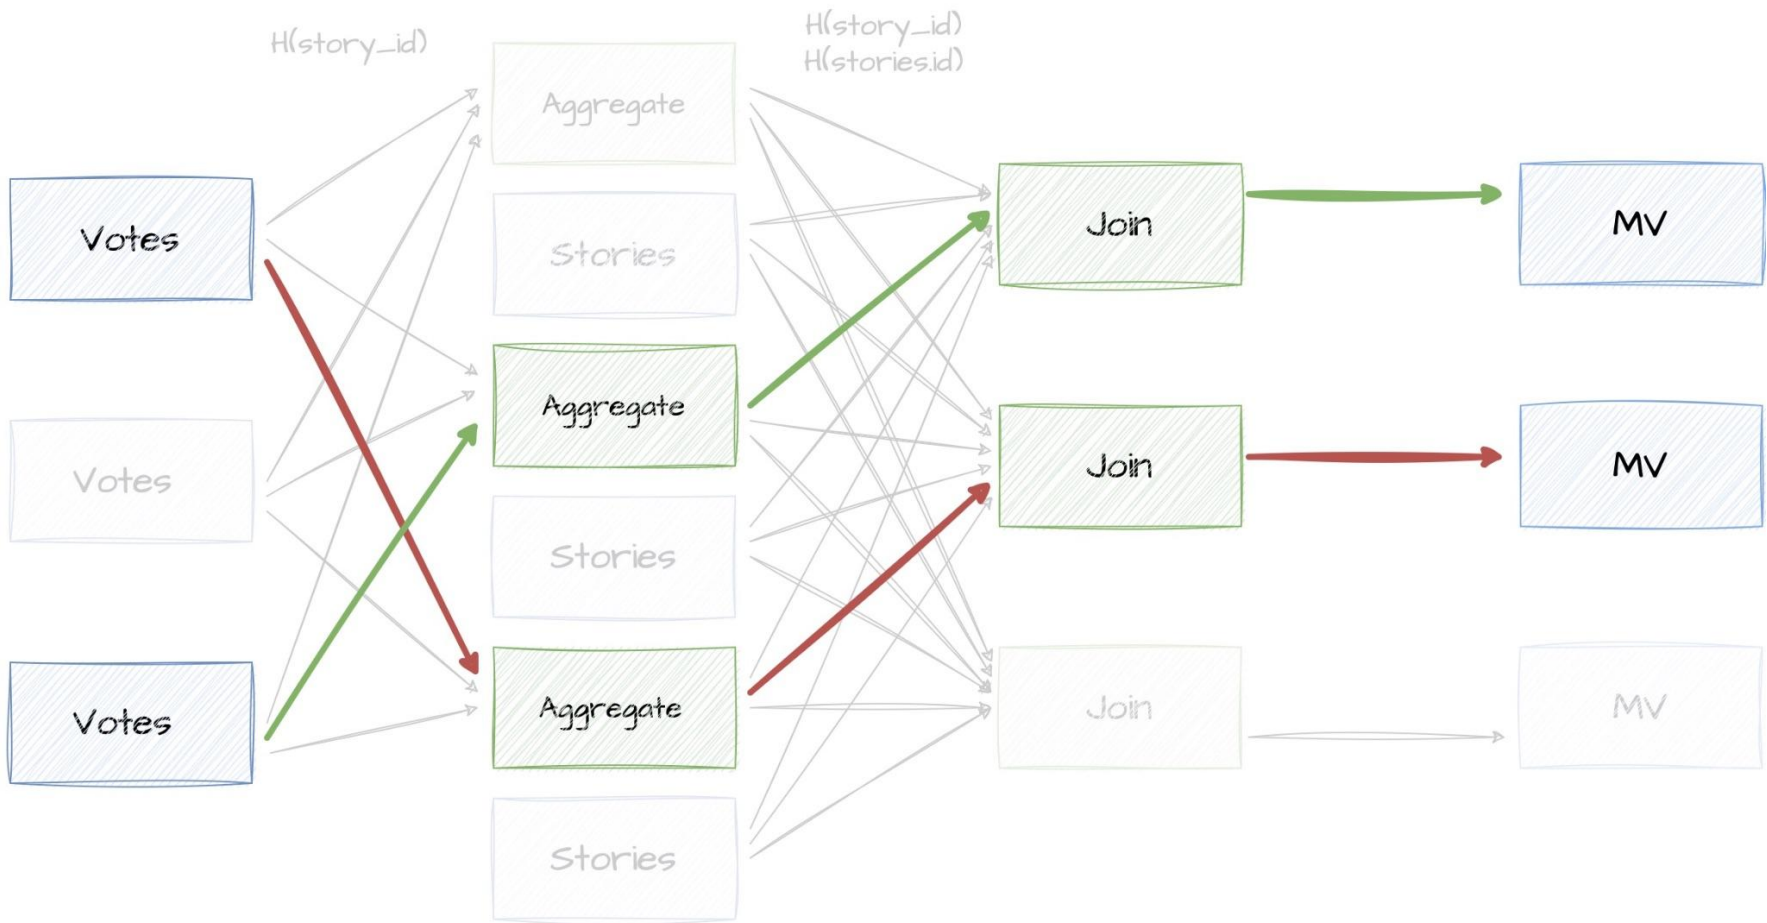 H(story_id)
H(story_id)
H(stories.id)
Aggregate
Votes
Stories
Join
MV
Aggregate
Votes
Stories
Join
MV
Aggregate
Votes
Stories
Join
MV